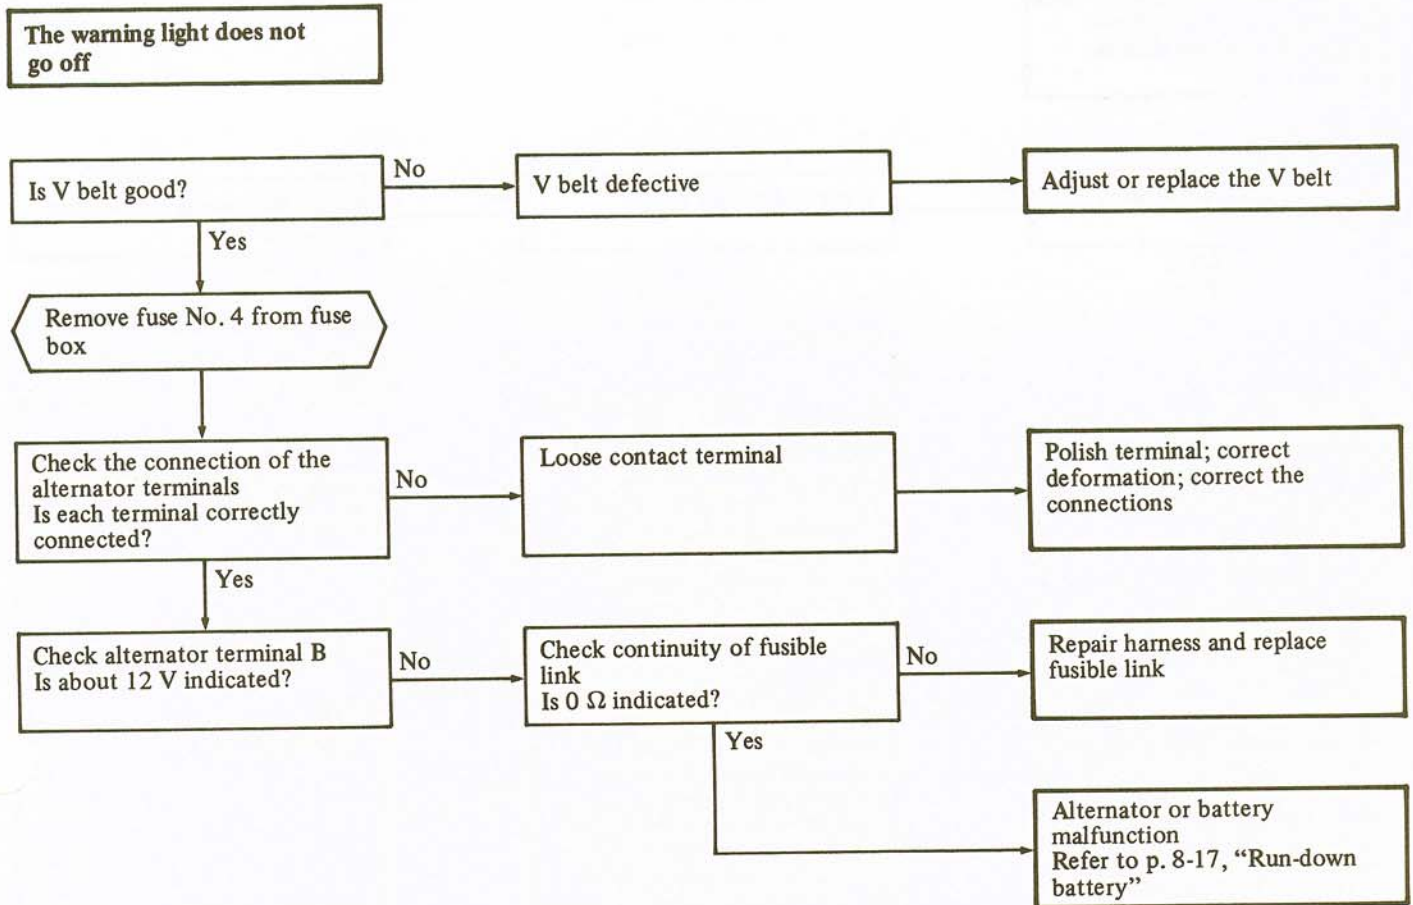 The warning light does not
go off
Is V belt good?
No
V belt defective
Adjust or replace the V belt
Yes
Remove fuse No. 4 from fuse
box
Check the connection of the
alternator terminals
Is each terminal correctly
connected?
No
Loose contact terminal
Polish terminal; correct
deformation; correct the
connections
Yes
Check alternator terminal B
Is about 12 V indicated?
No
Check continuity of fusible
link
Is 0 Ω indicated?
No
Repair harness and replace
fusible link
Yes
Alternator or battery
malfunction
Refer to p. 8-17, “Run-down
battery”